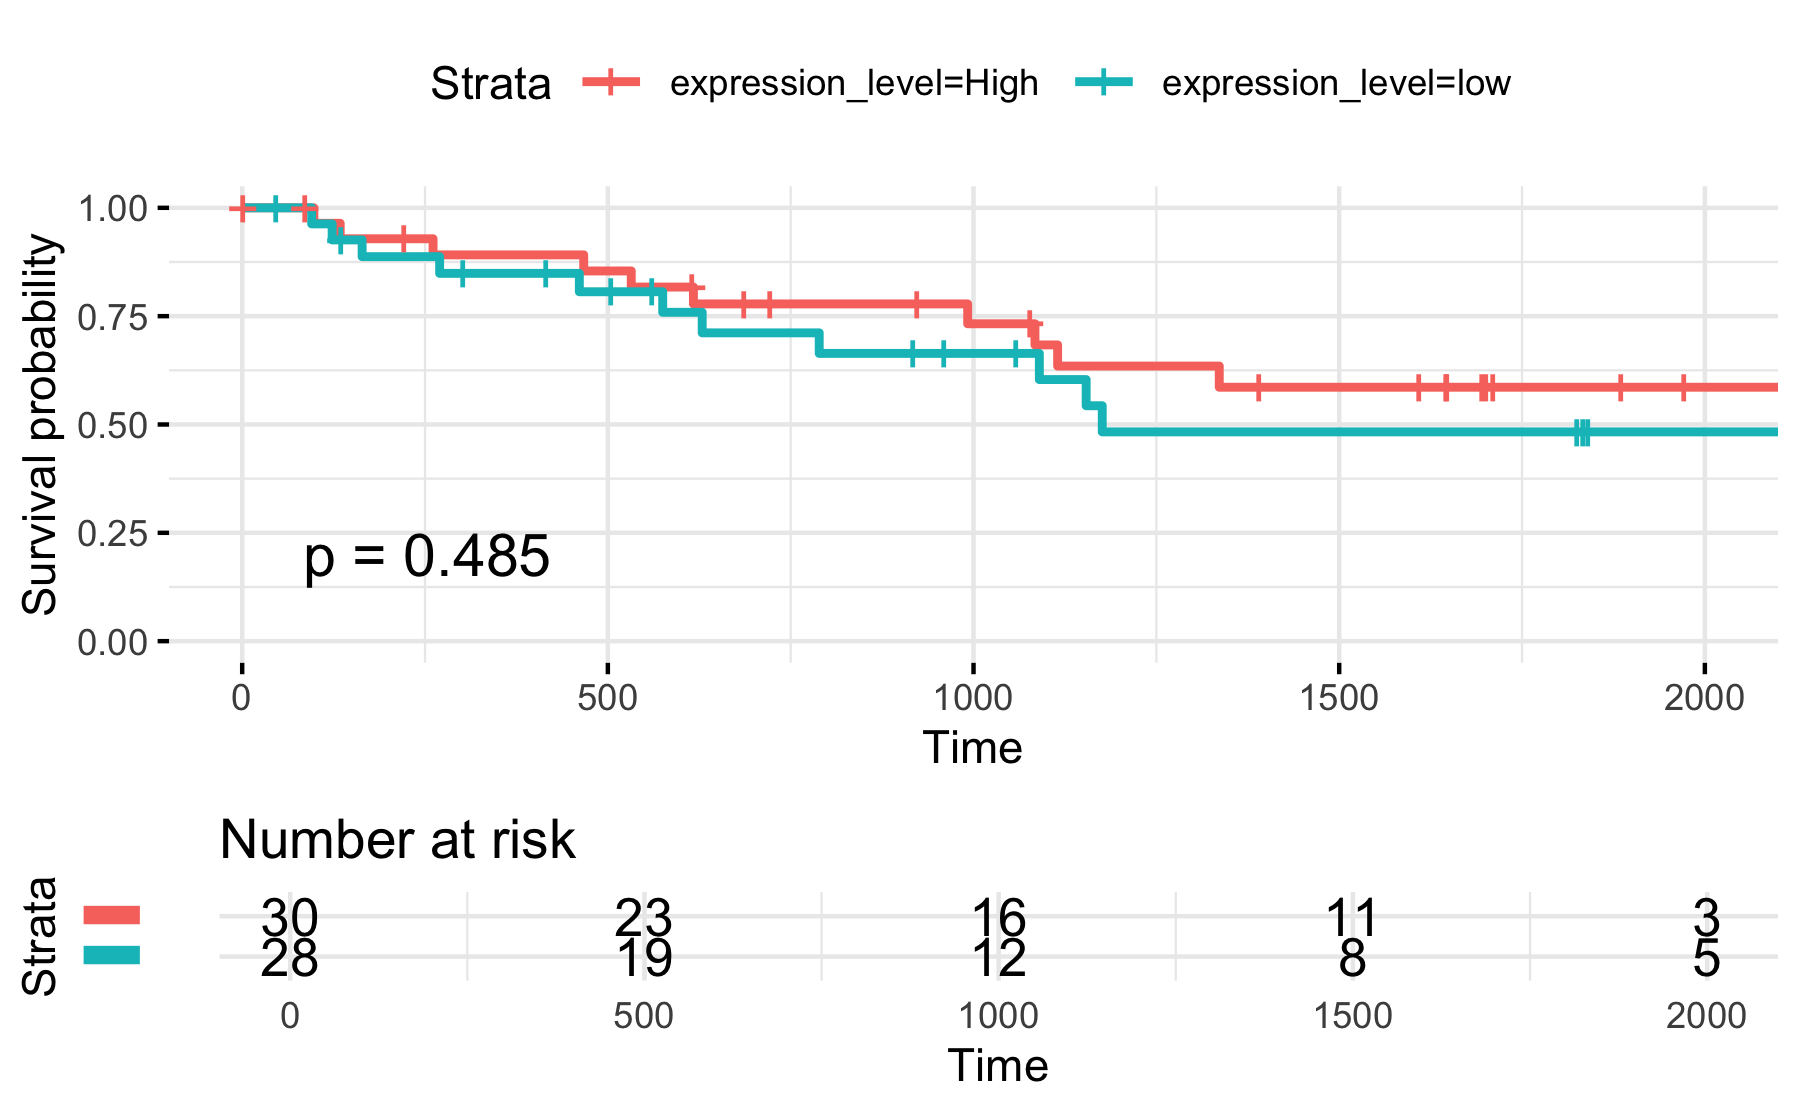 Strata expression_level=High expression_level=low
Survival probability
1.00
0.75
0.50
0.25
0.00
p = 0.485
0 500 1000 1500 2000
Time
Number at risk
Strata
30 23 16 11 3
28 19 12 8 5
0 500 1000 1500 2000
Time